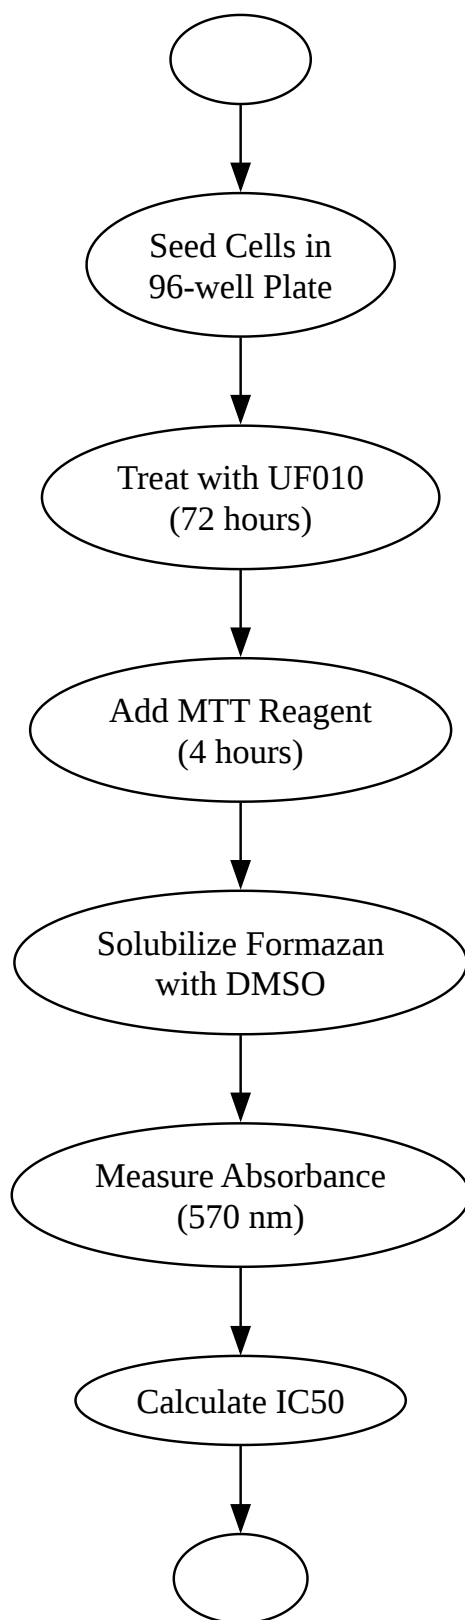 Seed Cells in
96-well Plate
Treat with UF010
(72 hours)
Add MTT Reagent
(4 hours)
Solubilize Formazan
with DMSO
Measure Absorbance
(570 nm)
Calculate IC50